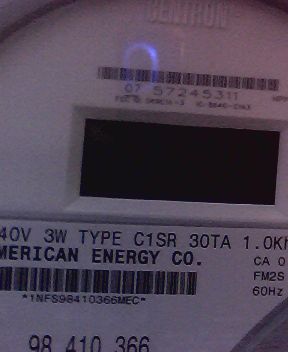 CENTRON
07 57245311
40V 3W TYPE C1SR 30TA 1.0Kh
MERICAN ENERGY CO.
CA 0
FM2S
60Hz
*1NFS98410366MEC*
98 410 366